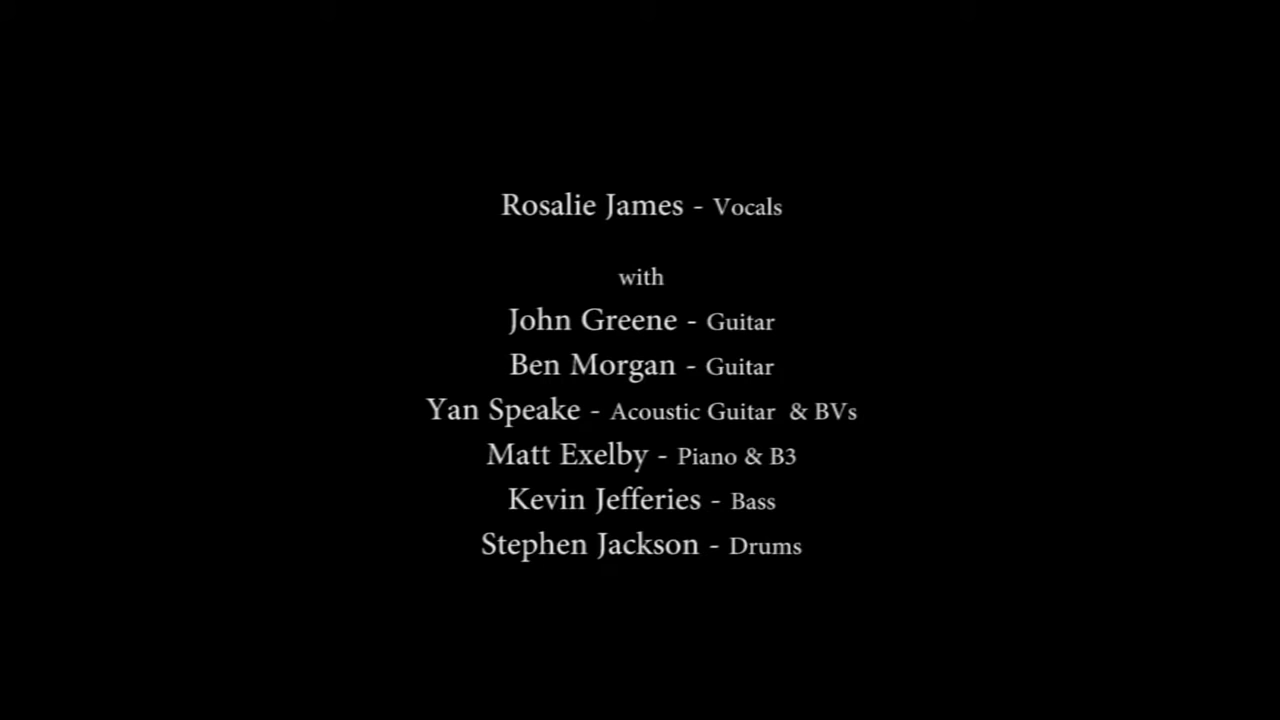 Rosalie James - Vocals
with
John Greene - Guitar
Ben Morgan - Guitar
Yan Speake - Acoustic Guitar & BVs
Matt Exelby - Piano & B3
Kevin Jefferies - Bass
Stephen Jackson - Drums